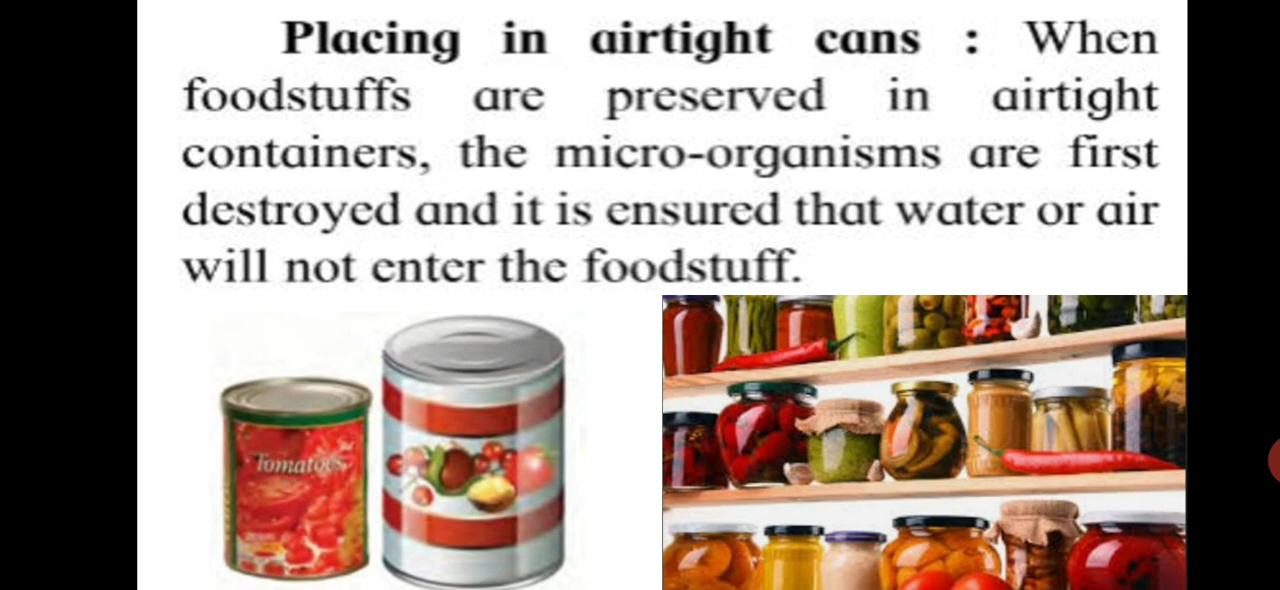 Placing in airtight cans : When
foodstuffs are preserved in airtight
containers, the micro-organisms are first
destroyed and it is ensured that water or air
will not enter the foodstuff.
Tomatoes